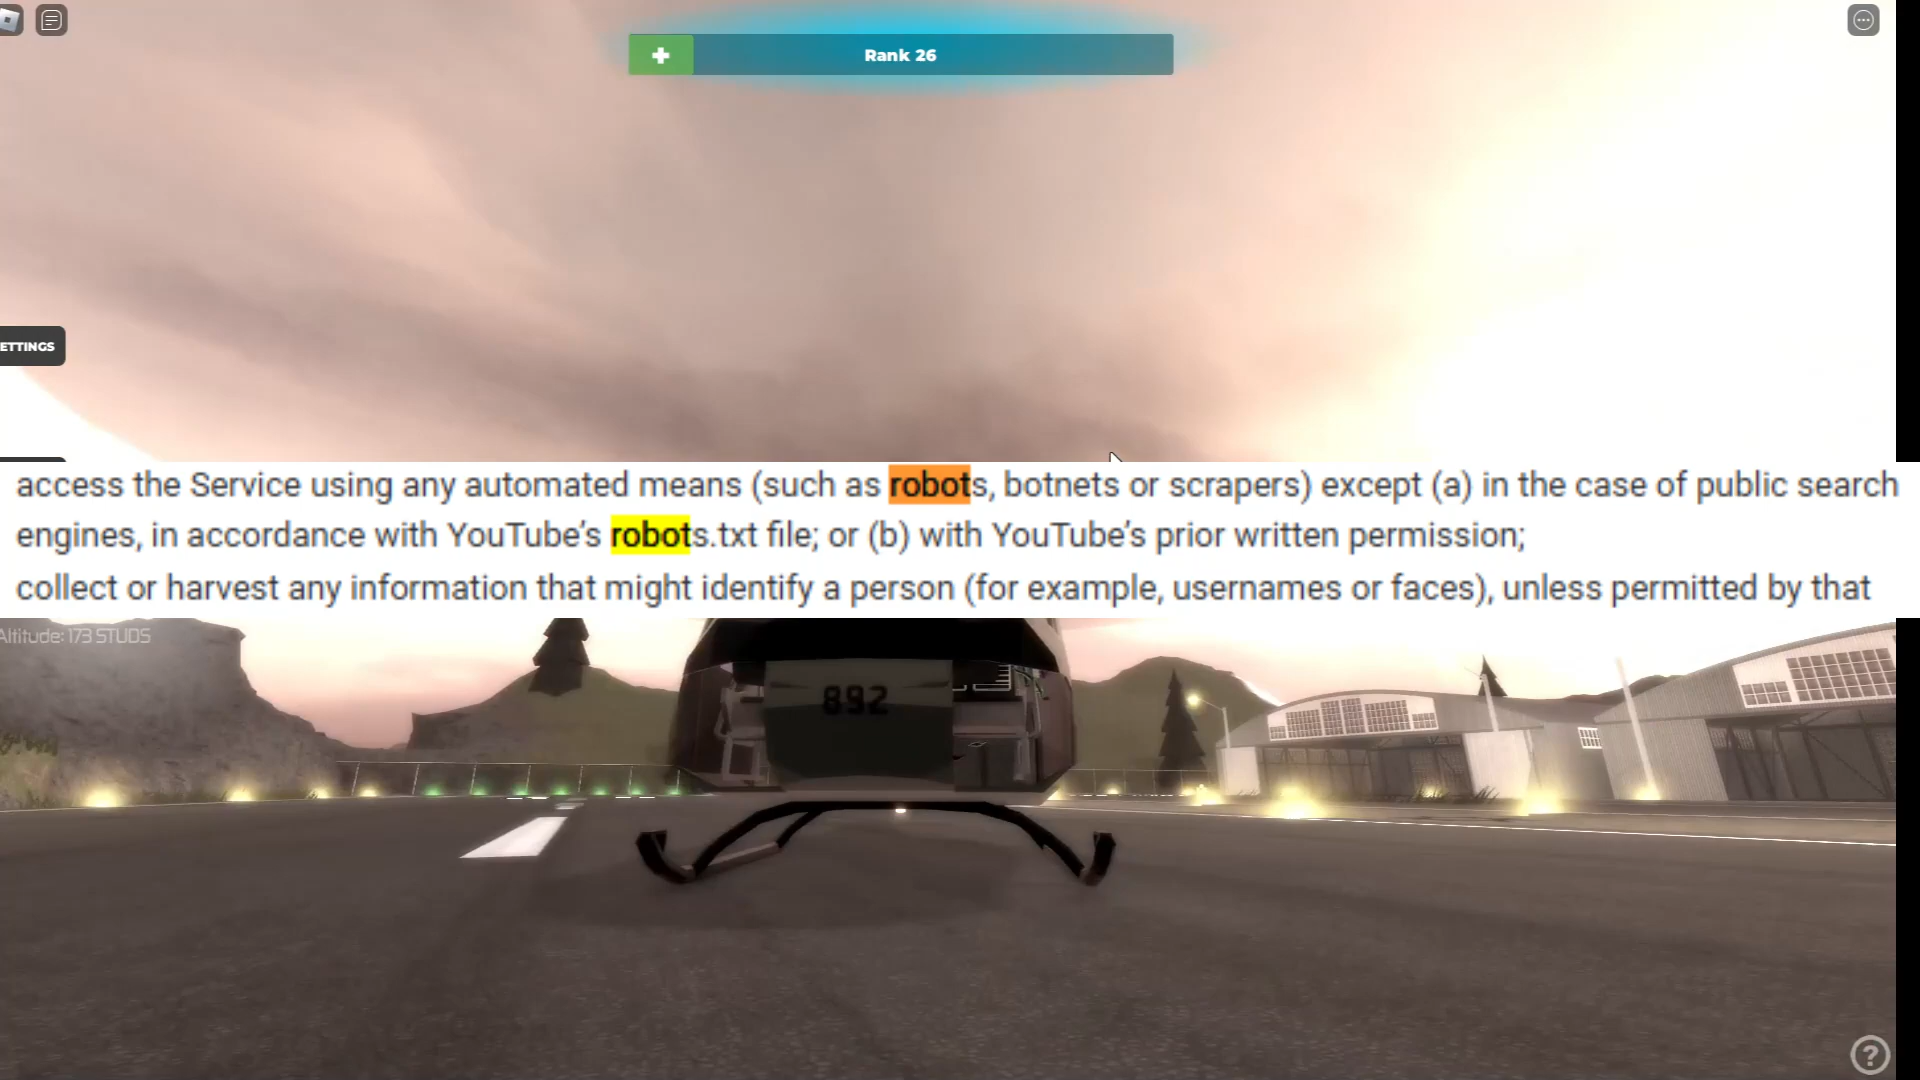 Rank 26
ETTINGS
access the Service using any automated means (such as robots, botnets or scrapers) except (a) in the case of public search
engines, in accordance with YouTube’s robots.txt file; or (b) with YouTube’s prior written permission;
collect or harvest any information that might identify a person (for example, usernames or faces), unless permitted by that
Altitude: 173 STUDS
892
?